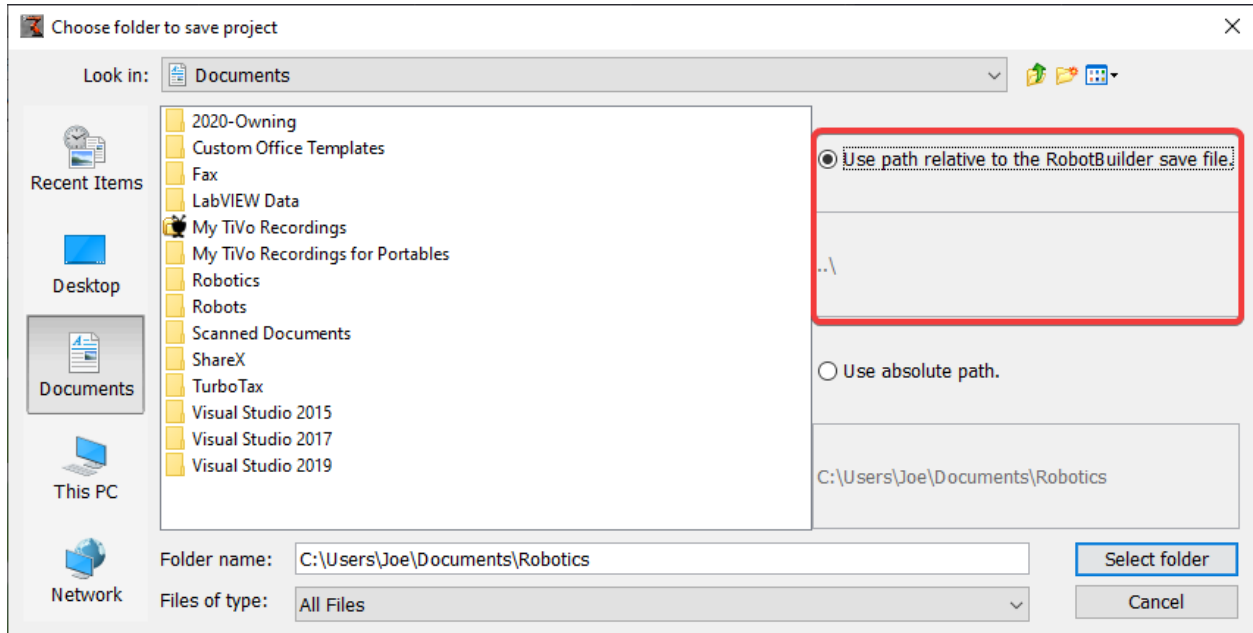 Choose folder to save project
Look in:
Documents
Recent Items
Desktop
Documents
This PC
Network
2020-Owning
Custom Office Templates
Fax
LabVIEW Data
My TiVo Recordings
My TiVo Recordings for Portables
Robotics
Robots
Scanned Documents
ShareX
TurboTax
Visual Studio 2015
Visual Studio 2017
Visual Studio 2019
Use path relative to the RobotBuilder save file.
..\
Use absolute path.
C:\Users\Joe\Documents\Robotics
Folder name:
C:\Users\Joe\Documents\Robotics
Select folder
Files of type:
All Files
Cancel